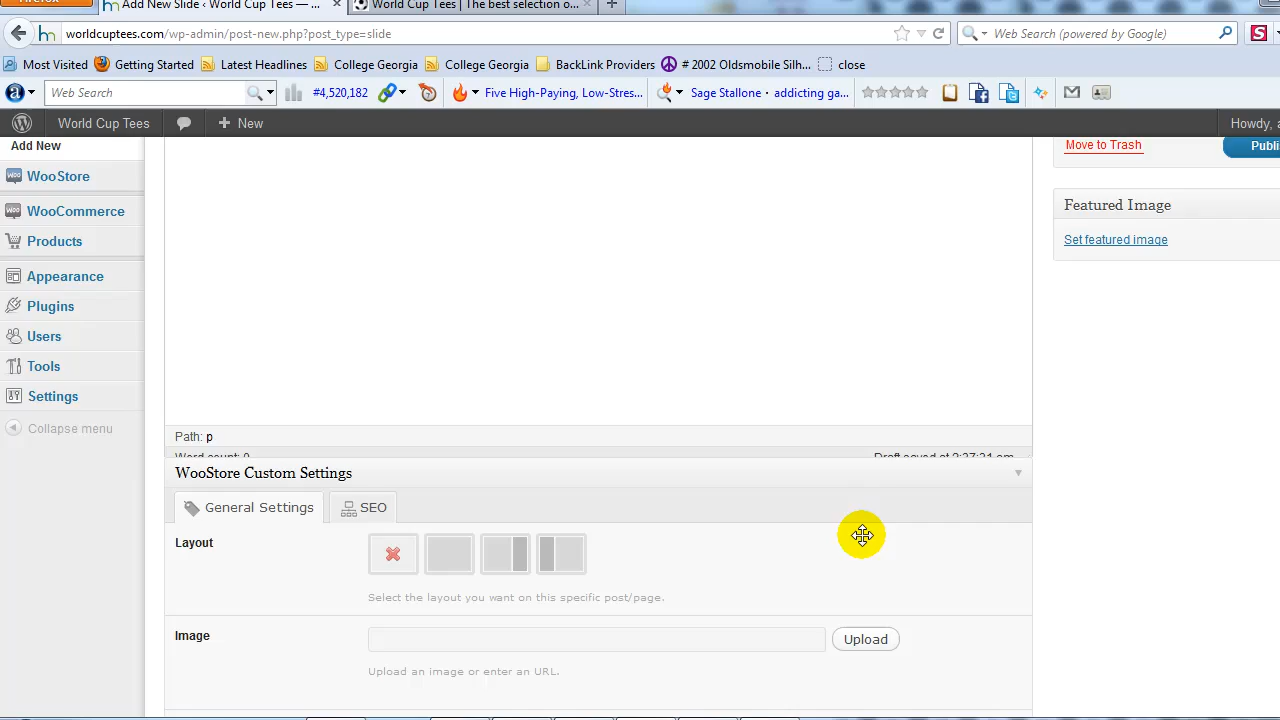 Firefox
Add New Slide ‹ World Cup Tees — ... ×
World Cup Tees | The best selection o... × +
worldcuptees.com/wp-admin/post-new.php?post_type=slide
Web Search (powered by Google)
Most Visited Getting Started Latest Headlines College Georgia College Georgia BackLink Providers # 2002 Oldsmobile Silh... close
Web Search #4,520,182 Five High-Paying, Low-Stres... Sage Stallone · addicting ga...
World Cup Tees + New Howdy, a
Add New
WooStore
WooCommerce
Products
Appearance
Plugins
Users
Tools
Settings
Collapse menu
Move to Trash
Publi
Featured Image
Set featured image
Path: p
Word count: 0 Draft saved at 2:27:21 am
WooStore Custom Settings
General Settings SEO
Layout
Select the layout you want on this specific post/page.
Image Upload
Upload an image or enter an URL.